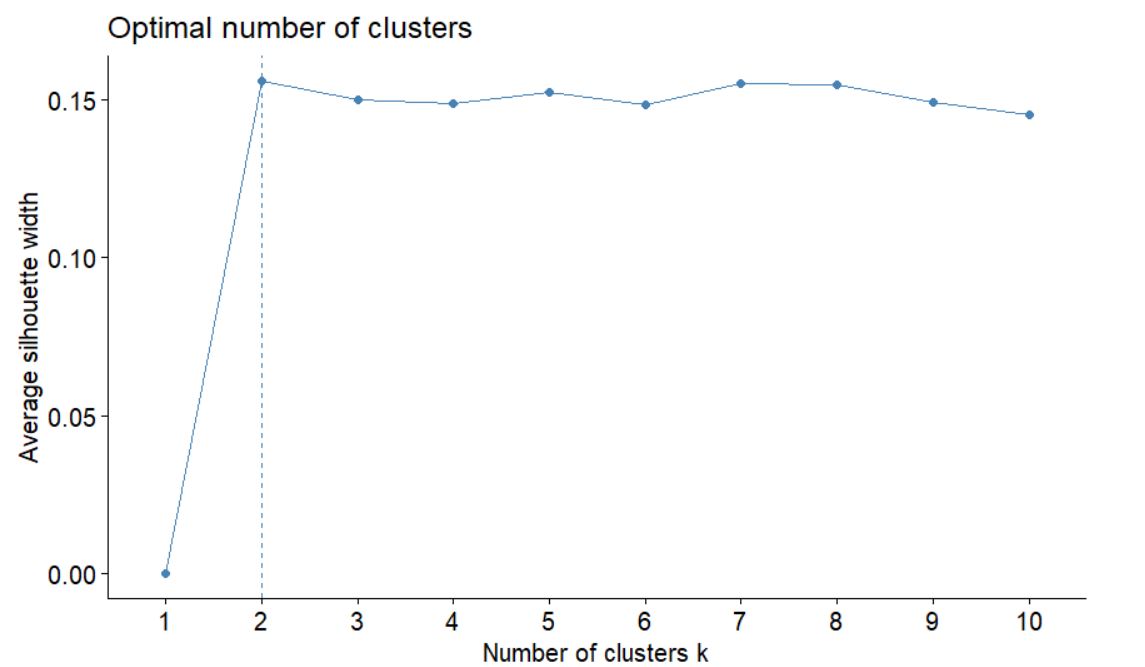 Optimal number of clusters
Average silhouette width
0.15
0.10
0.05
0.00
1 2 3 4 5 6 7 8 9 10
Number of clusters k